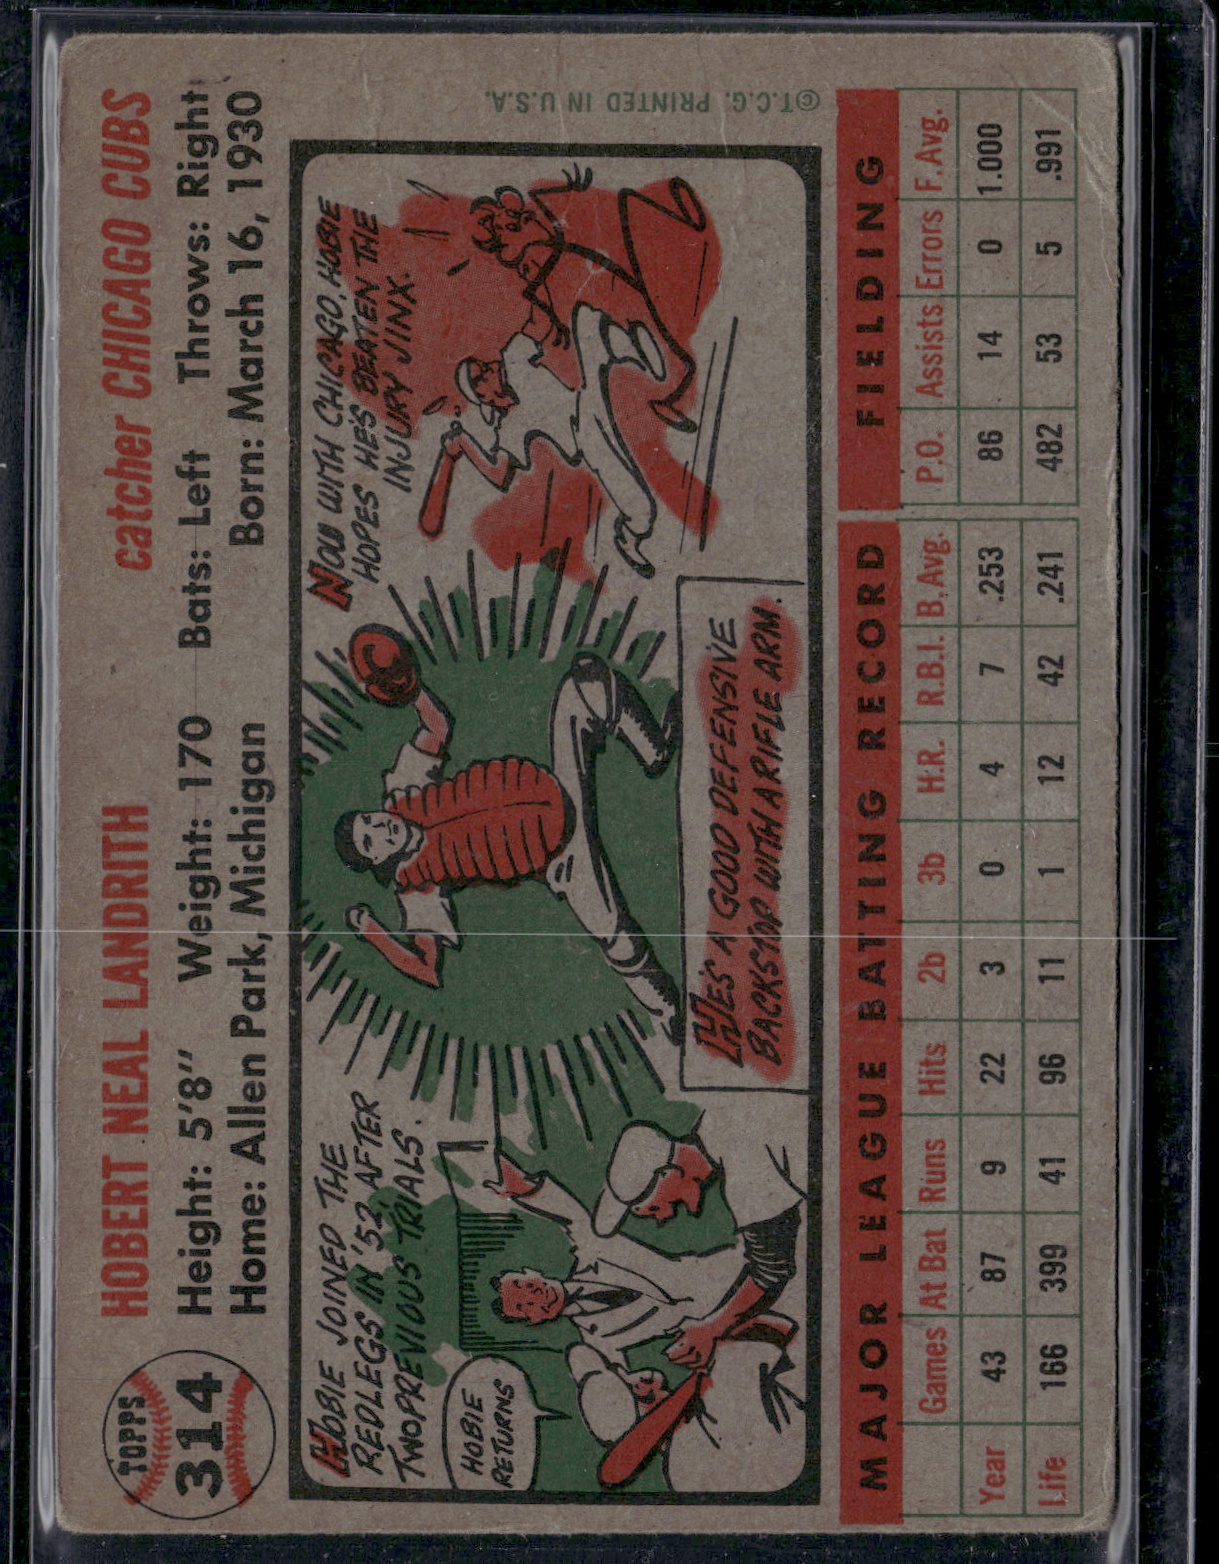 TOPPS
314
HOBERT NEAL LANDRITH catcher CHICAGO CUBS
Height: 5'8" Weight: 170 Bats: Left Throws: Right
Home: Allen Park, Michigan Born: March 16, 1930
HOBIE JOINED THE
REDLEGS IN '52 AFTER
TWO PREVIOUS TRIALS.
HOBIE
RETURNS
HE'S A GOOD DEFENSIVE
BACKSTOP WITH A RIFLE ARM.
C
NOW WITH CHICAGO, HOBIE
HOPES HE'S BEATEN THE
INJURY JINX.
©T.C.G. PRINTED IN U.S.A.
MAJOR LEAGUE BATTING RECORD FIELDING
Games At Bat Runs Hits 2b 3b H.R. R.B.I. B.Avg. P.O. Assists Errors F.Avg.
Year 43 87 9 22 3 0 4 7 .253 86 14 0 1.000
Life 166 399 41 96 11 1 12 42 .241 482 53 5 .991